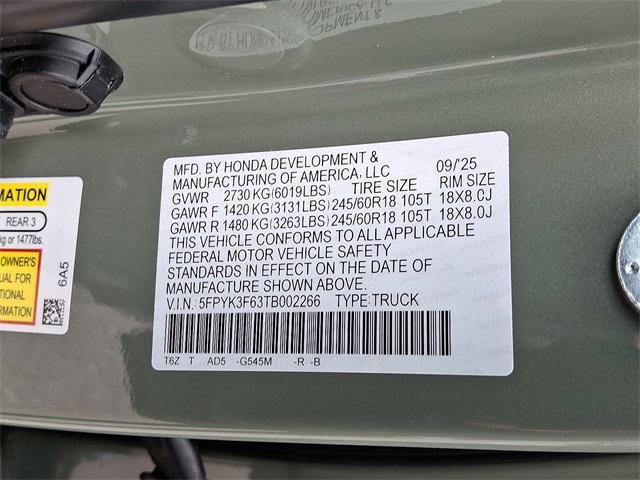 MFD. BY HONDA DEVELOPMENT &
MANUFACTURING OF AMERICA, LLC 09/'25
GVWR 2730 KG(6019LBS) TIRE SIZE RIM SIZE
GAWR F 1420 KG(3131LBS) 245/60R18 105T 18X8.0J
GAWR R 1480 KG(3263LBS) 245/60R18 105T 18X8.0J
THIS VEHICLE CONFORMS TO ALL APPLICABLE
FEDERAL MOTOR VEHICLE SAFETY
STANDARDS IN EFFECT ON THE DATE OF
MANUFACTURE SHOWN ABOVE.
V.I.N.: 5FPYK3F63TB002266 TYPE:TRUCK
T6Z T AD5 -G545M -R -B
MATION
REAR 3
kg or 1477lbs.
OWNER'S
UAL FOR
TIONAL
RMATION
6A5